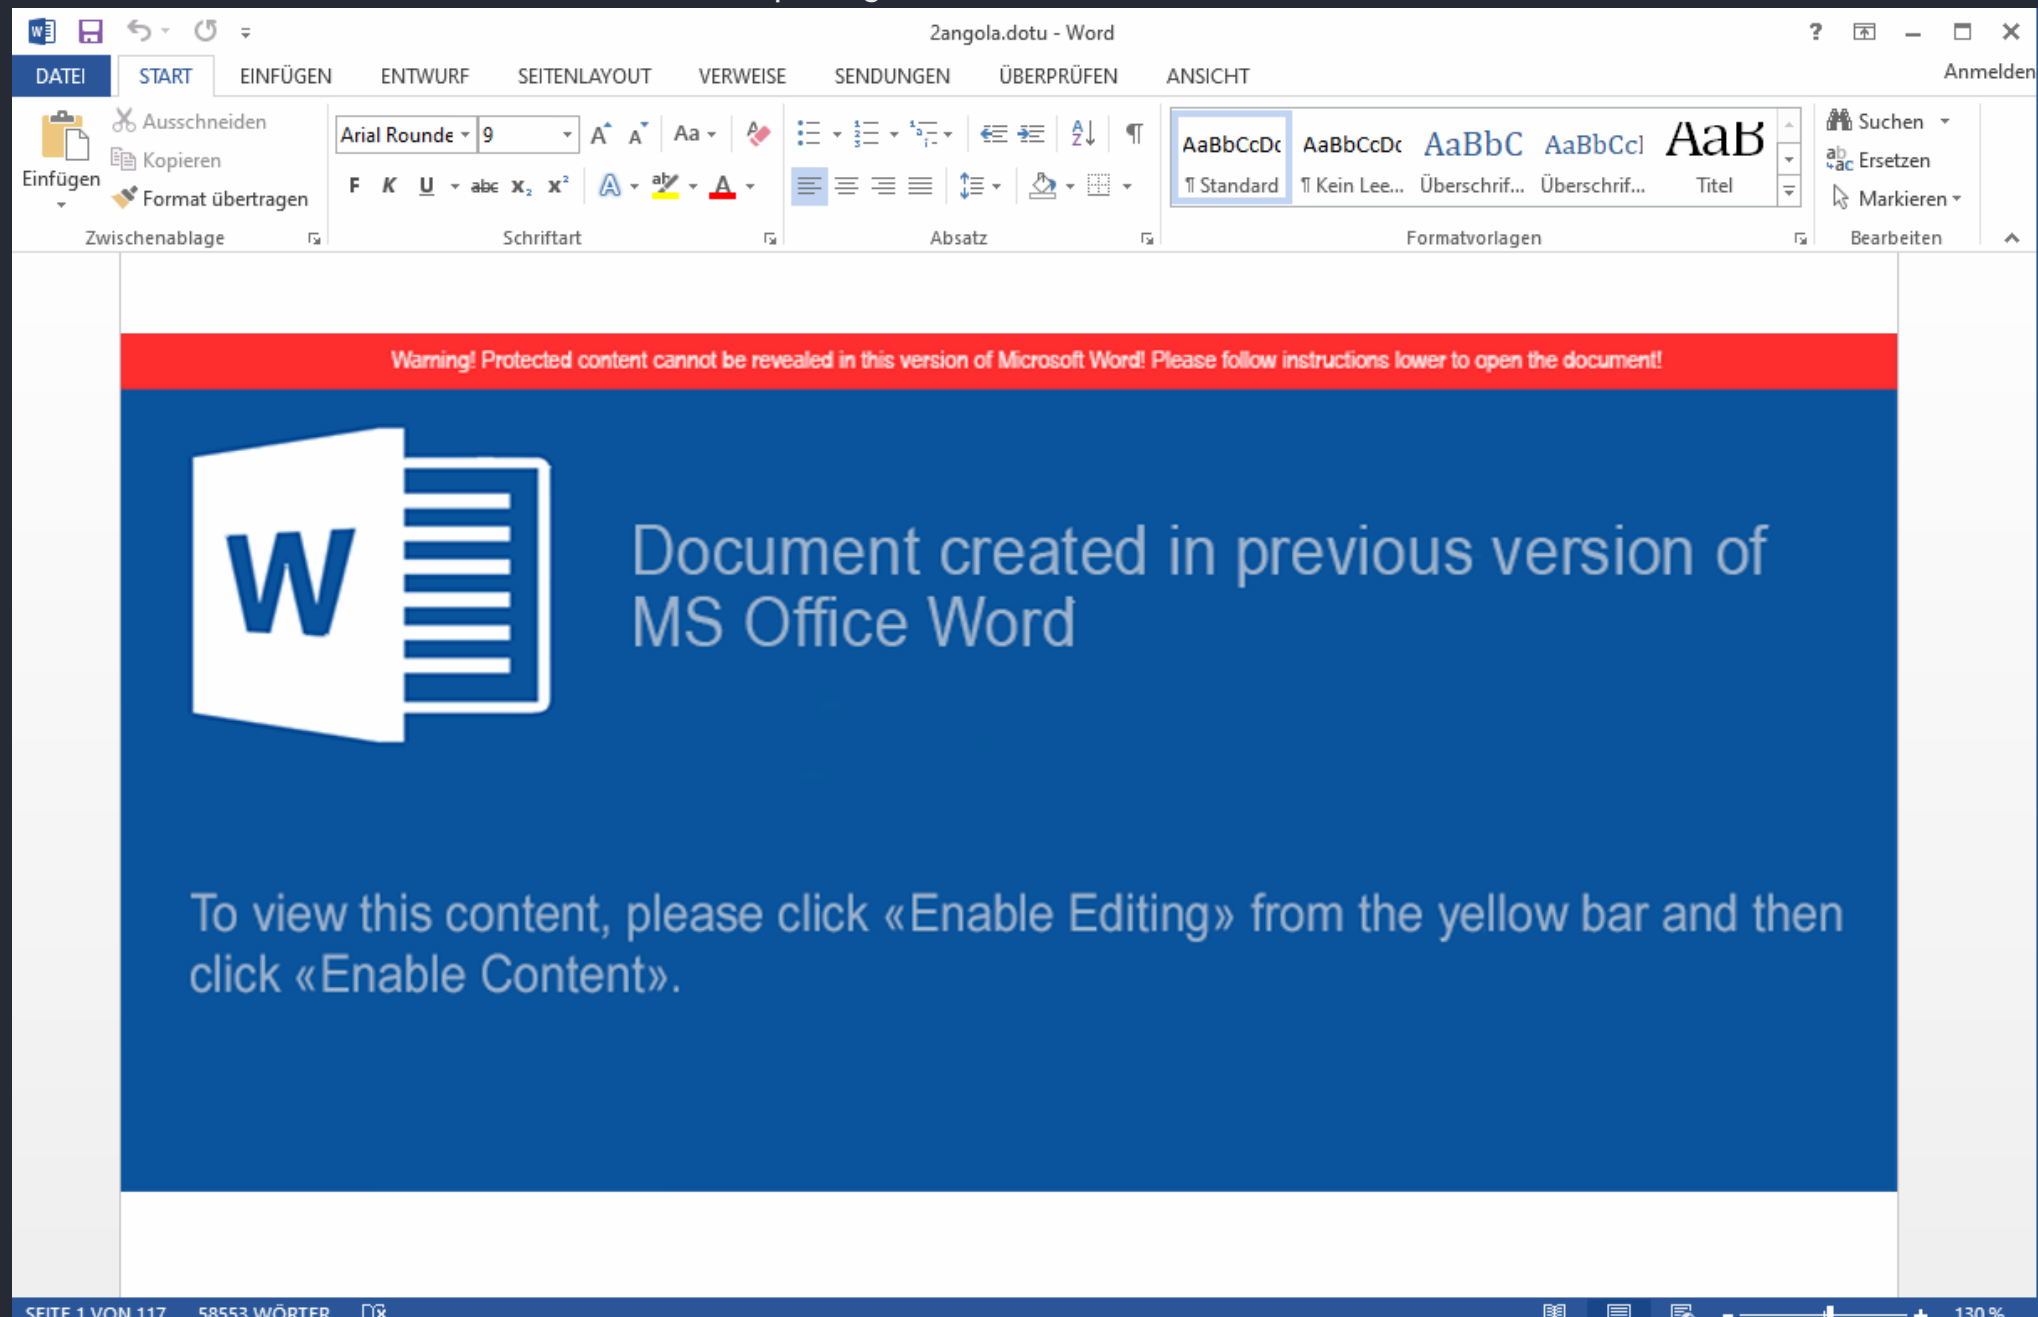 2angola.dotu - Word
?
DATEI START EINFÜGEN ENTWURF SEITENLAYOUT VERWEISE SENDUNGEN ÜBERPRÜFEN ANSICHT Anmelden
Einfügen
Ausschneiden
Kopieren
Format übertragen
Zwischenablage
Arial Rounde 9 Aa
F K U abc x₂ x²
Schriftart
Absatz
AaBbCcDc AaBbCcDc AaBbC AaBbCcI AaB
¶ Standard ¶ Kein Lee... Überschrif... Überschrif... Titel
Formatvorlagen
Suchen
Ersetzen
Markieren
Bearbeiten
Warning! Protected content cannot be revealed in this version of Microsoft Word! Please follow instructions lower to open the document!
W
Document created in previous version of
MS Office Word
To view this content, please click «Enable Editing» from the yellow bar and then
click «Enable Content».
SEITE 1 VON 117 58553 WÖRTER 130 %